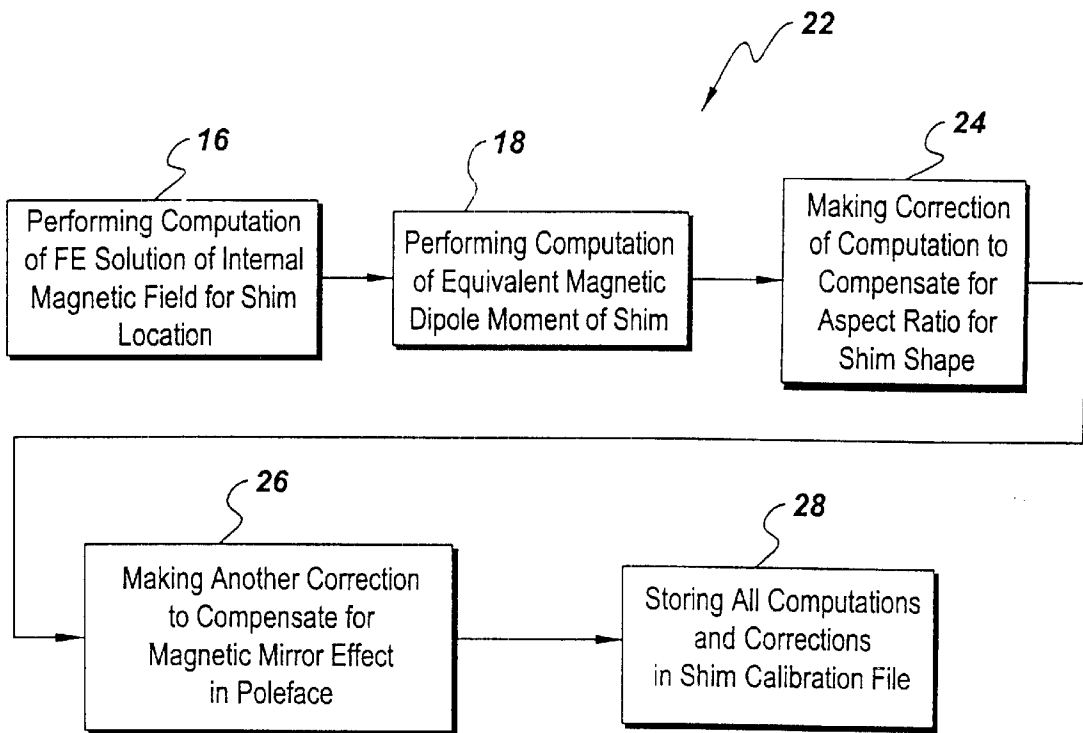 22
16
Performing Computation
of FE Solution of Internal
Magnetic Field for Shim
Location
18
Performing Computation
of Equivalent Magnetic
Dipole Moment of Shim
24
Making Correction
of Computation to
Compensate for
Aspect Ratio for
Shim Shape
26
Making Another Correction
to Compensate for
Magnetic Mirror Effect
in Poleface
28
Storing All Computations
and Corrections
in Shim Calibration File